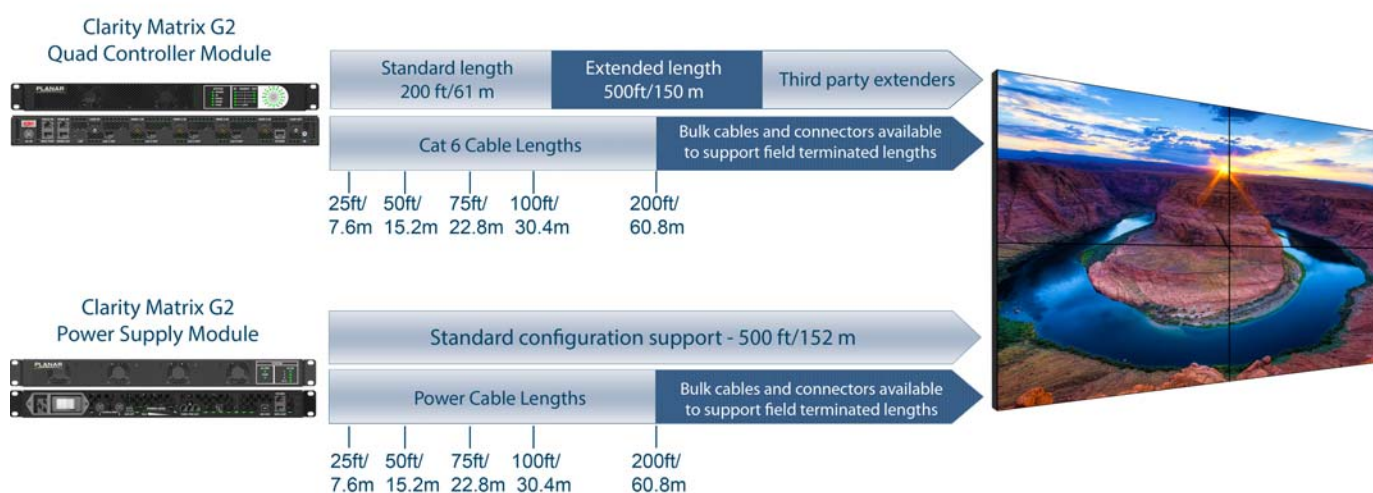 Clarity Matrix G2
Quad Controller Module
PLANAR
Standard length
200 ft/61 m
Extended length
500ft/150 m
Third party extenders
Cat 6 Cable Lengths
Bulk cables and connectors available
to support field terminated lengths
25ft/
7.6m
50ft/
15.2m
75ft/
22.8m
100ft/
30.4m
200ft/
60.8m
Clarity Matrix G2
Power Supply Module
PLANAR
Standard configuration support - 500 ft/152 m
Power Cable Lengths
Bulk cables and connectors available
to support field terminated lengths
25ft/
7.6m
50ft/
15.2m
75ft/
22.8m
100ft/
30.4m
200ft/
60.8m